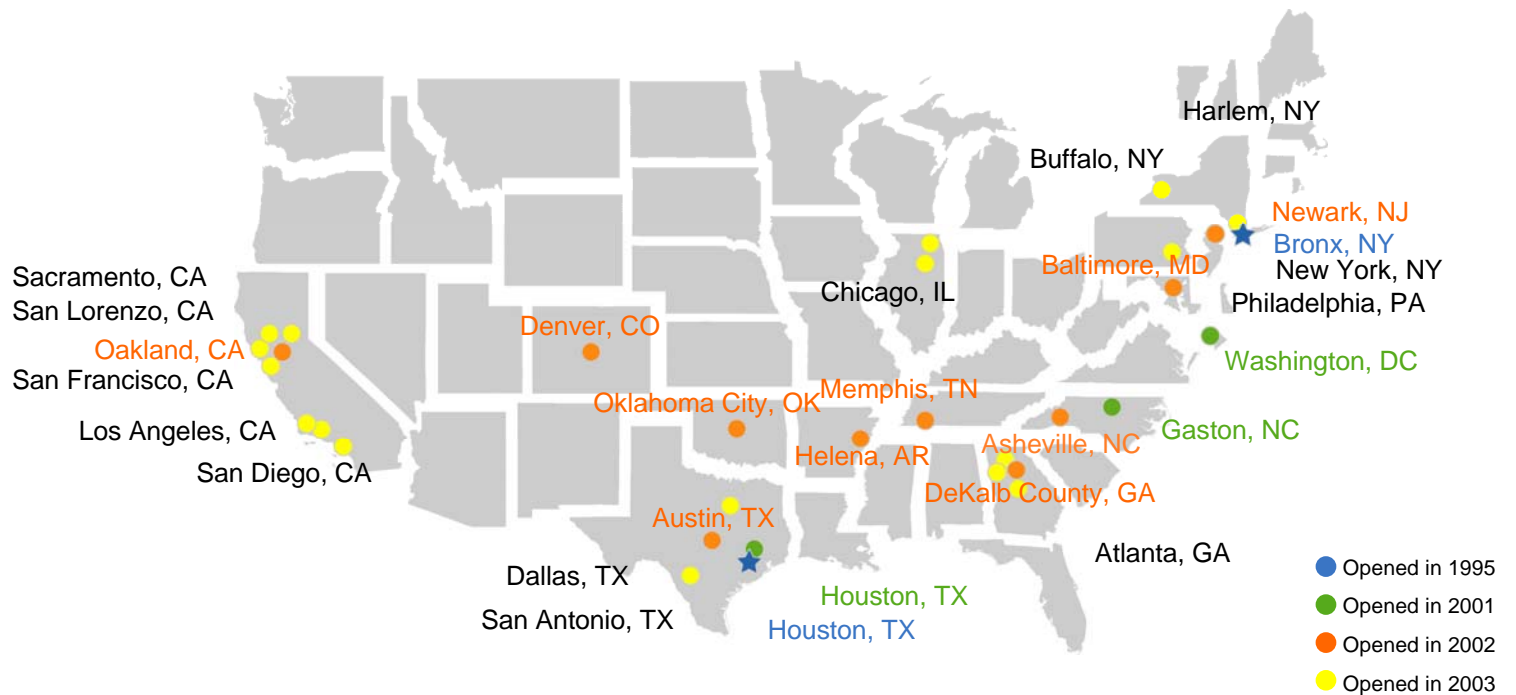 Harlem, NY
Buffalo, NY
Newark, NJ
Bronx, NY
Baltimore, MD
New York, NY
Sacramento, CA
Chicago, IL
Philadelphia, PA
San Lorenzo, CA
Denver, CO
Oakland, CA
Washington, DC
San Francisco, CA
Memphis, TN
Oklahoma City, OK
Los Angeles, CA
Gaston, NC
Asheville, NC
Helena, AR
San Diego, CA
DeKalb County, GA
Austin, TX
Atlanta, GA
Dallas, TX
Houston, TX
San Antonio, TX
Houston, TX
Opened in 1995
Opened in 2001
Opened in 2002
Opened in 2003